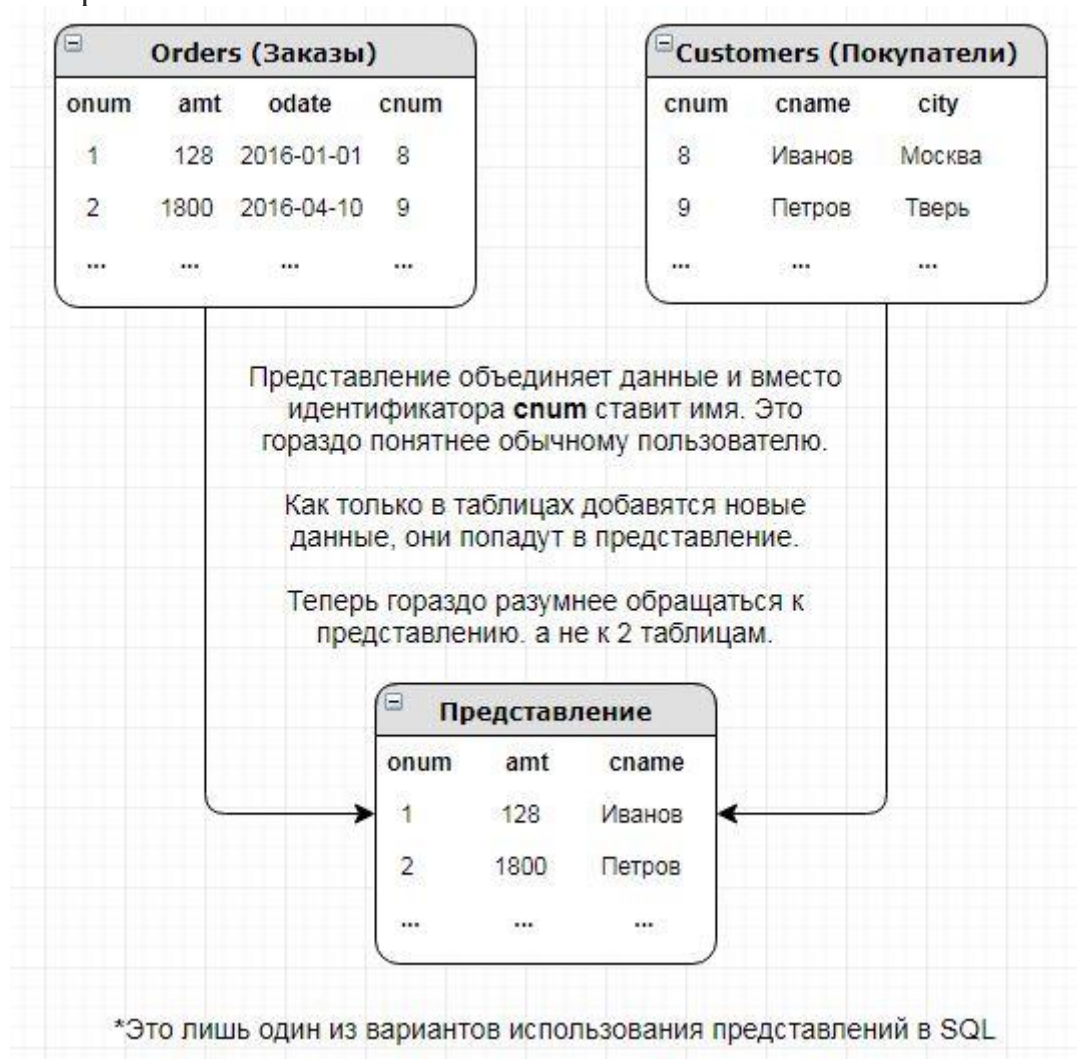 Orders (Заказы)
onum amt odate cnum
1 128 2016-01-01 8
2 1800 2016-04-10 9
... ... ... ...
Customers (Покупатели)
cnum cname city
8 Иванов Москва
9 Петров Тверь
... ... ...
Представление объединяет данные и вместо
идентификатора cnum ставит имя. Это
гораздо понятнее обычному пользователю.
Как только в таблицах добавятся новые
данные, они попадут в представление.
Теперь гораздо разумнее обращаться к
представлению. а не к 2 таблицам.
Представление
onum amt cname
1 128 Иванов
2 1800 Петров
... ... ...
*Это лишь один из вариантов использования представлений в SQL